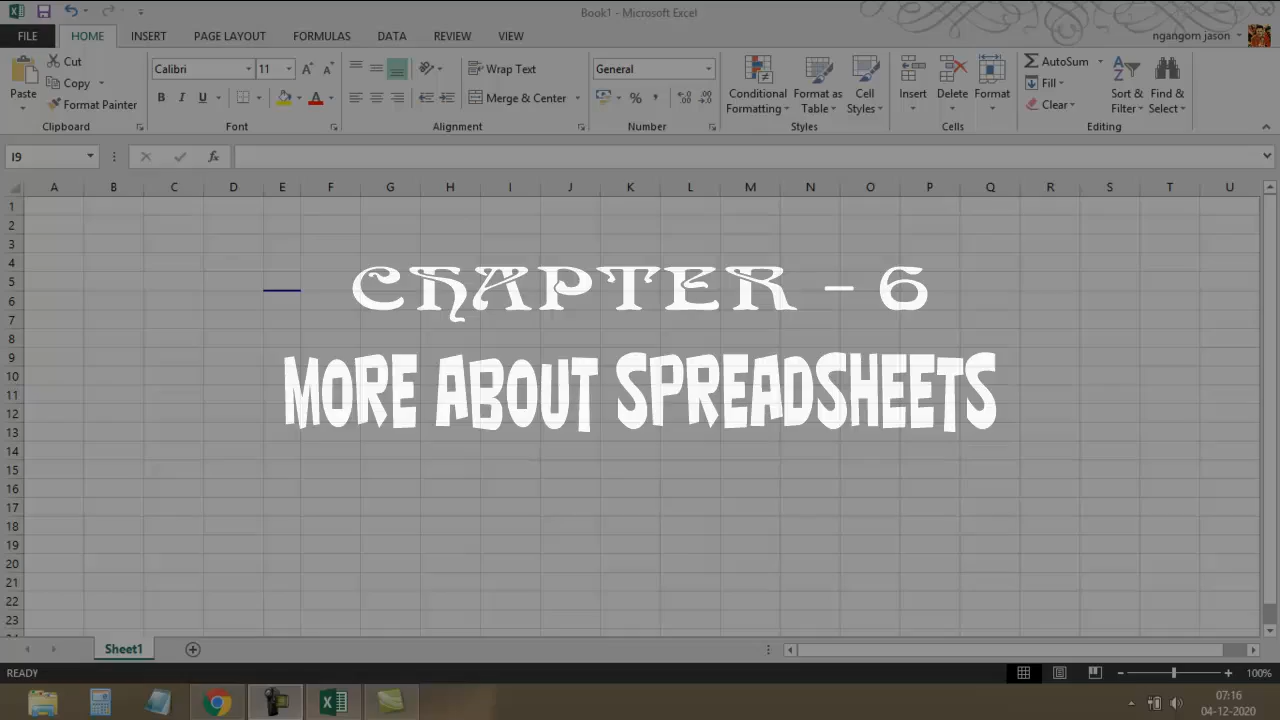 Book1 - Microsoft Excel
FILE HOME INSERT PAGE LAYOUT FORMULAS DATA REVIEW VIEW ngangom jason
Cut
Copy
Format Painter
Paste
Clipboard
Calibri 11
B I U A
Font
Wrap Text
Merge & Center
Alignment
General
%
Number
Conditional Formatting
Format as Table
Cell Styles
Styles
Insert Delete Format
Cells
AutoSum
Fill
Clear
Sort & Filter
Find & Select
Editing
I9 fx
A B C D E F G H I J K L M N O P Q R S T U
1
2
3
4
5
6
7
8
9
10
11
12
13
14
15
16
17
18
19
20
21
22
23
CHAPTER - 6
MORE ABOUT SPREADSHEETS
Sheet1
READY 100%
07:16
04-12-2020